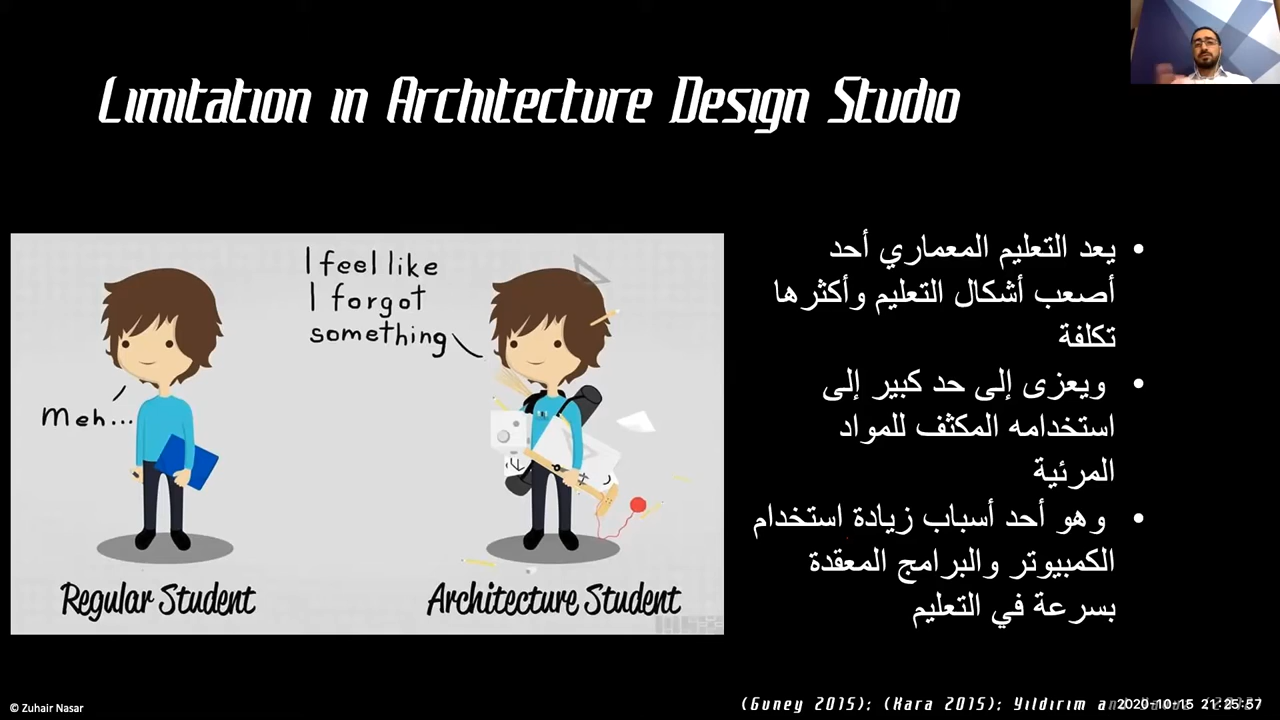 Limitation in Architecture Design Studio
I feel like
I forgot
something
Meh...
Regular Student
Architecture Student
• يعد التعليم المعماري أحد
أصعب أشكال التعليم وأكثرها
تكلفة
• ويعزى إلى حد كبير إلى
استخدامه المكثف للمواد
المرئية
• وهو أحد أسباب زيادة استخدام
الكمبيوتر والبرامج المعقدة
بسرعة في التعليم
© Zuhair Nasar
(Guney 2015); (Kara 2015); Yıldırım
2020-10-15 21:25:37